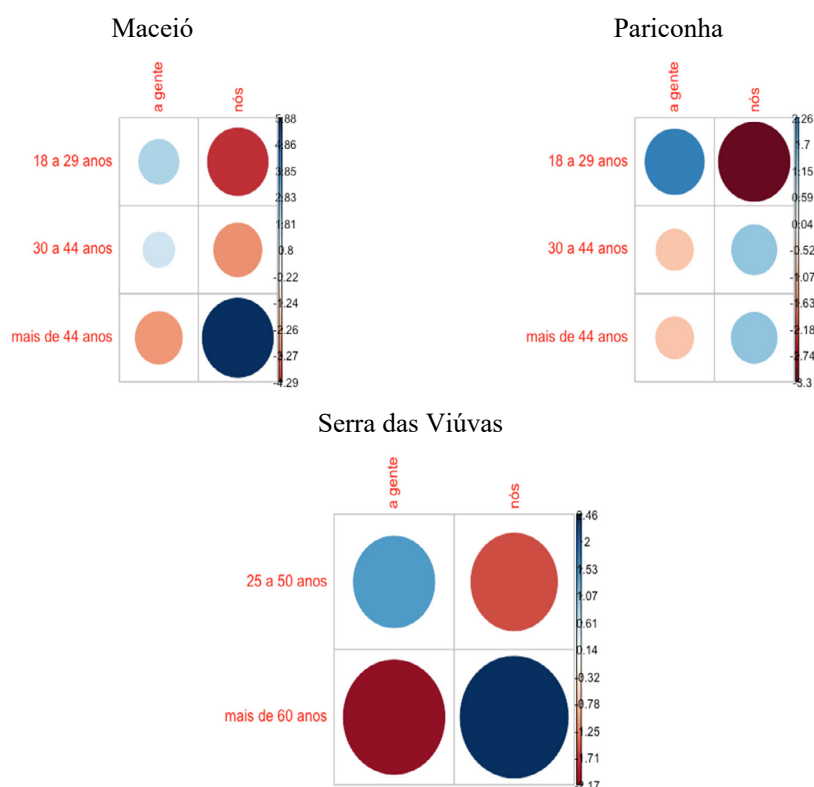 Maceió
a gente
nós
18 a 29 anos
30 a 44 anos
mais de 44 anos
5.88
4.86
3.85
2.83
1.81
0.8
-0.22
-1.24
-2.26
-3.27
-4.29
Pariconha
a gente
nós
18 a 29 anos
30 a 44 anos
mais de 44 anos
2.26
1.7
1.15
0.59
0.04
-0.52
-1.07
-1.63
-2.18
-2.74
-3.3
Serra das Viúvas
a gente
nós
25 a 50 anos
mais de 60 anos
2.46
2
1.53
1.07
0.61
0.14
-0.32
-0.78
-1.25
-1.71
-2.17